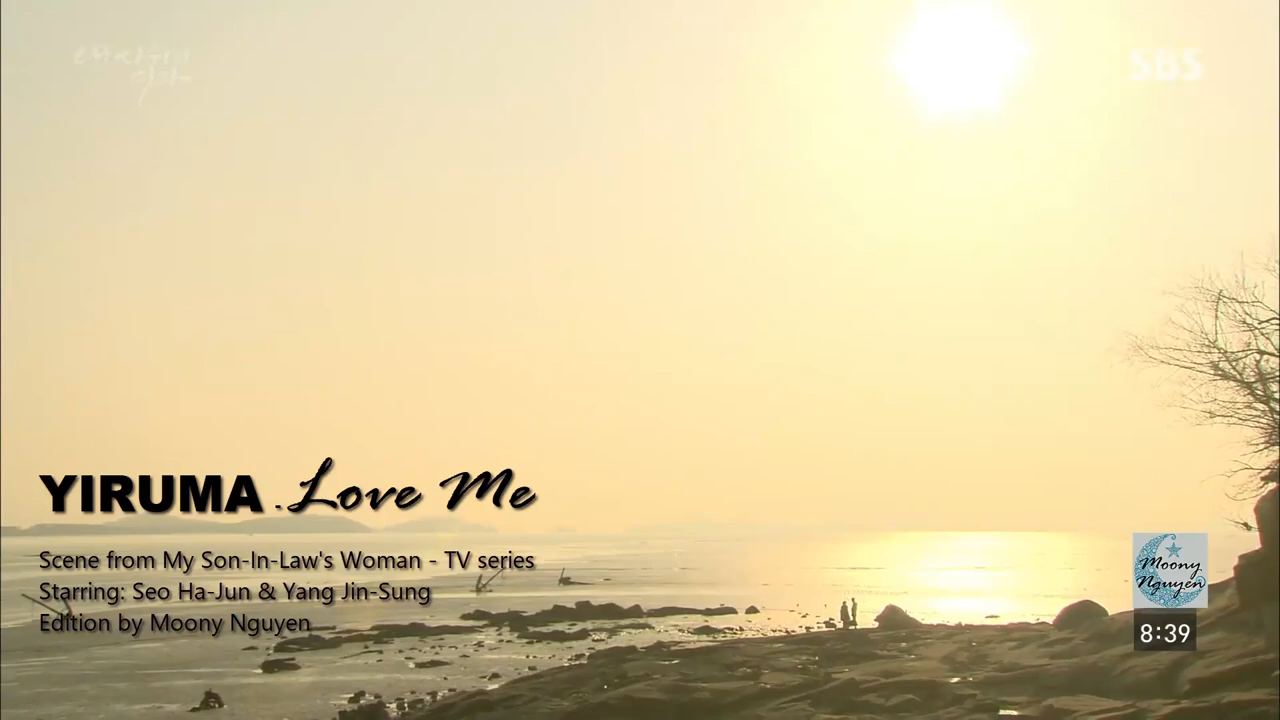 SBS
YIRUMA . Love Me
Scene from My Son-In-Law's Woman - TV series
Starring: Seo Ha-Jun & Yang Jin-Sung
Edition by Moony Nguyen
Moony
Nguyen
8:39